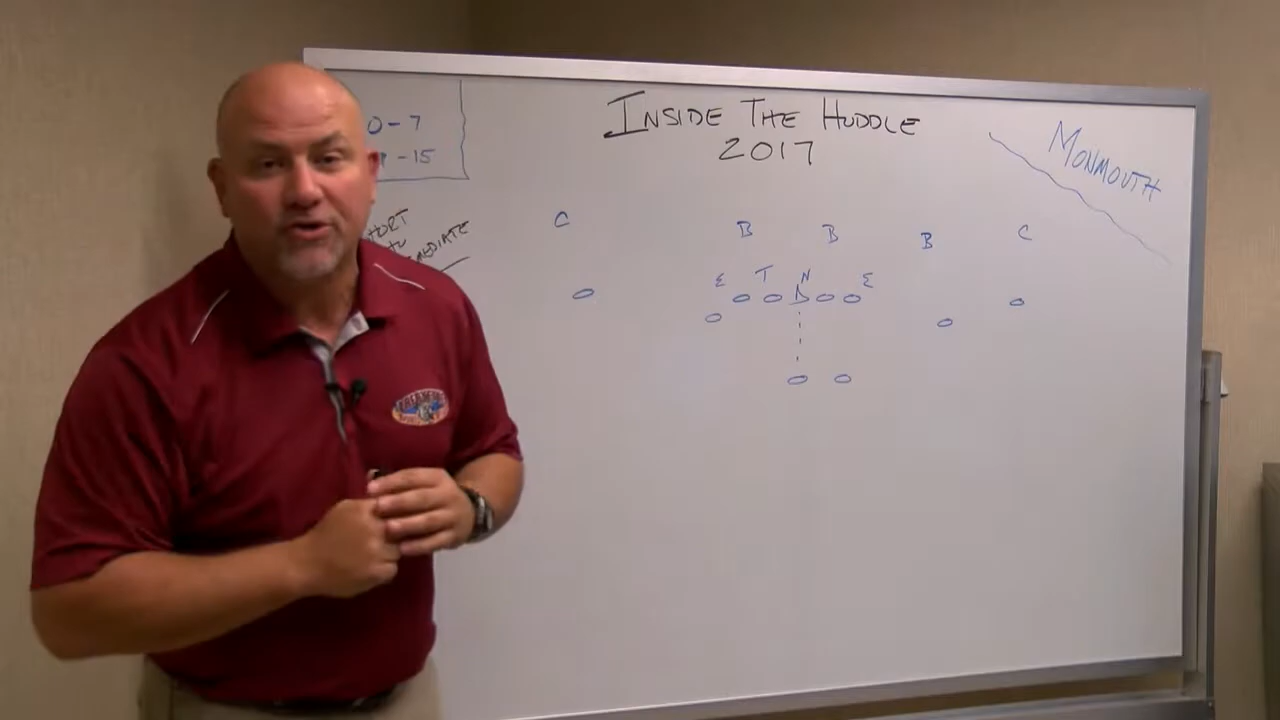 INSIDE THE HUDDLE
2017
MONMOUTH
0-7
-15
C
B B B C
E T N E